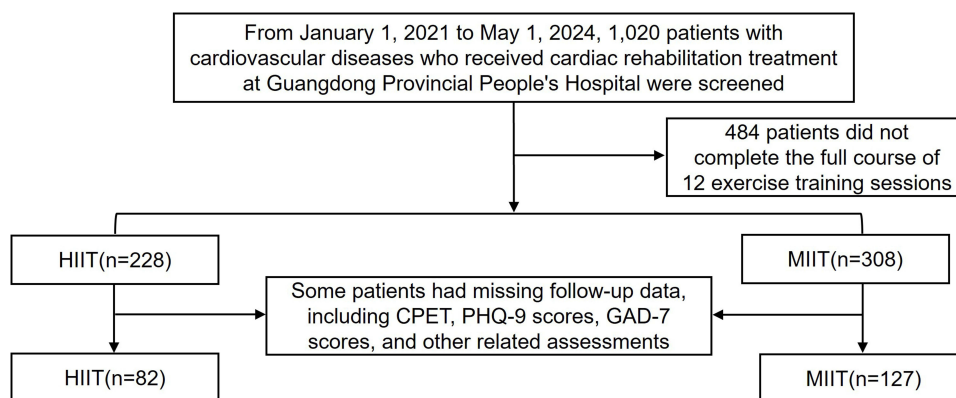 From January 1, 2021 to May 1, 2024, 1,020 patients with
cardiovascular diseases who received cardiac rehabilitation treatment
at Guangdong Provincial People's Hospital were screened
484 patients did not
complete the full course of
12 exercise training sessions
HIIT(n=228)
MIIT(n=308)
Some patients had missing follow-up data,
including CPET, PHQ-9 scores, GAD-7
scores, and other related assessments
HIIT(n=82)
MIIT(n=127)